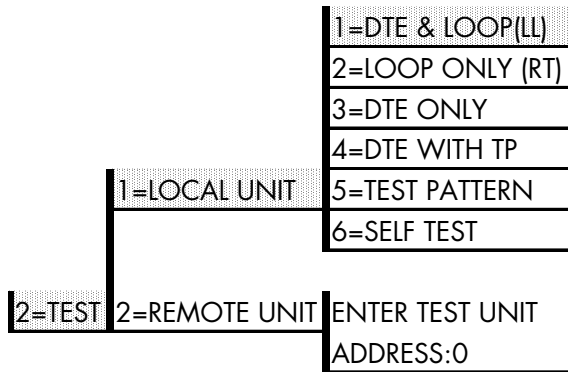 1=DTE & LOOP(LL)
2=LOOP ONLY (RT)
3=DTE ONLY
4=DTE WITH TP
1=LOCAL UNIT
5=TEST PATTERN
6=SELF TEST
2=TEST
2=REMOTE UNIT
ENTER TEST UNIT
ADDRESS:0